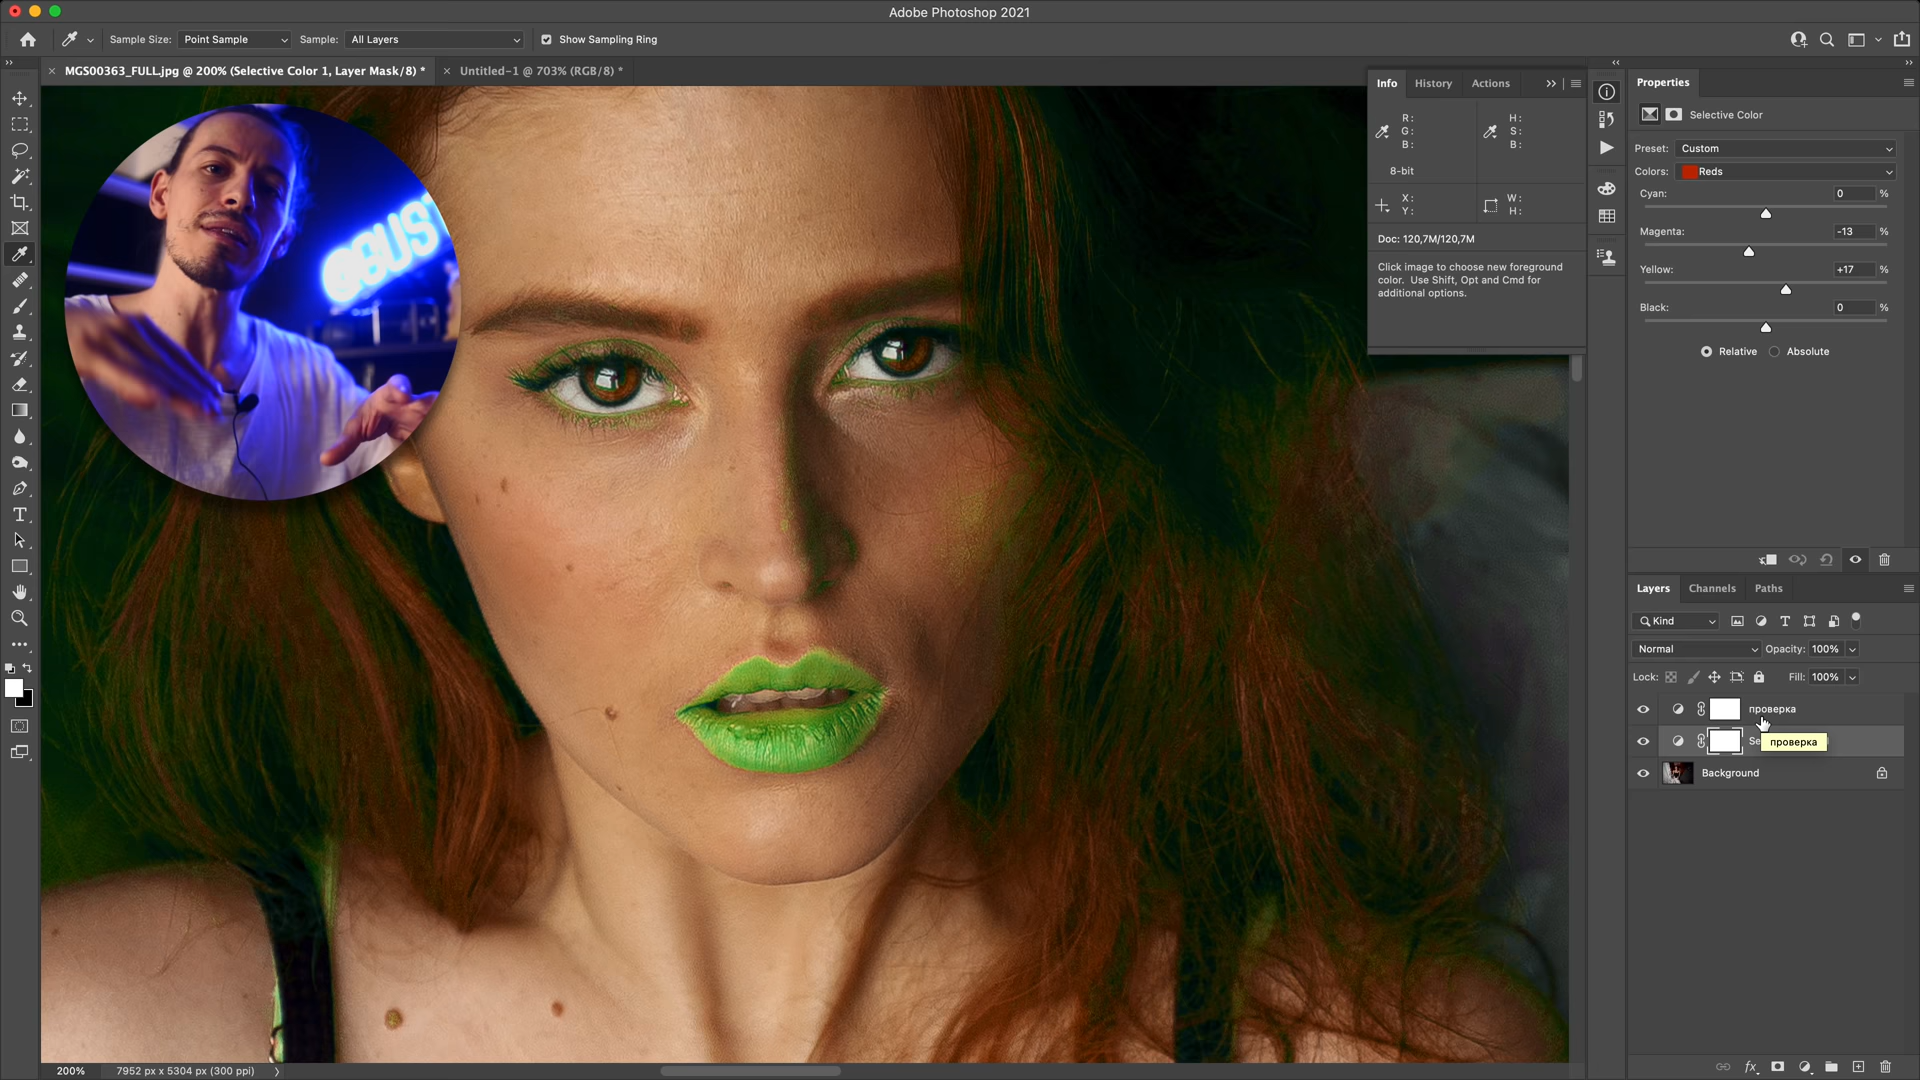 Adobe Photoshop 2021
Sample Size: Point Sample Sample: All Layers Show Sampling Ring
MGS00363_FULL.jpg @ 200% (Selective Color 1, Layer Mask/8) * Untitled-1 @ 703% (RGB/8) *
@BUS
Info History Actions
R: H:
G: S:
B: B:
8-bit
X: W:
Y: H:
Doc: 120,7M/120,7M
Click image to choose new foreground
color. Use Shift, Opt and Cmd for
additional options.
Properties
Selective Color
Preset: Custom
Colors: Reds
Cyan: 0 %
Magenta: -13 %
Yellow: +17 %
Black: 0 %
Relative Absolute
Layers Channels Paths
Kind
Normal Opacity: 100%
Lock: Fill: 100%
проверка
Se
проверка
Background
200% 7952 px x 5304 px (300 ppi)